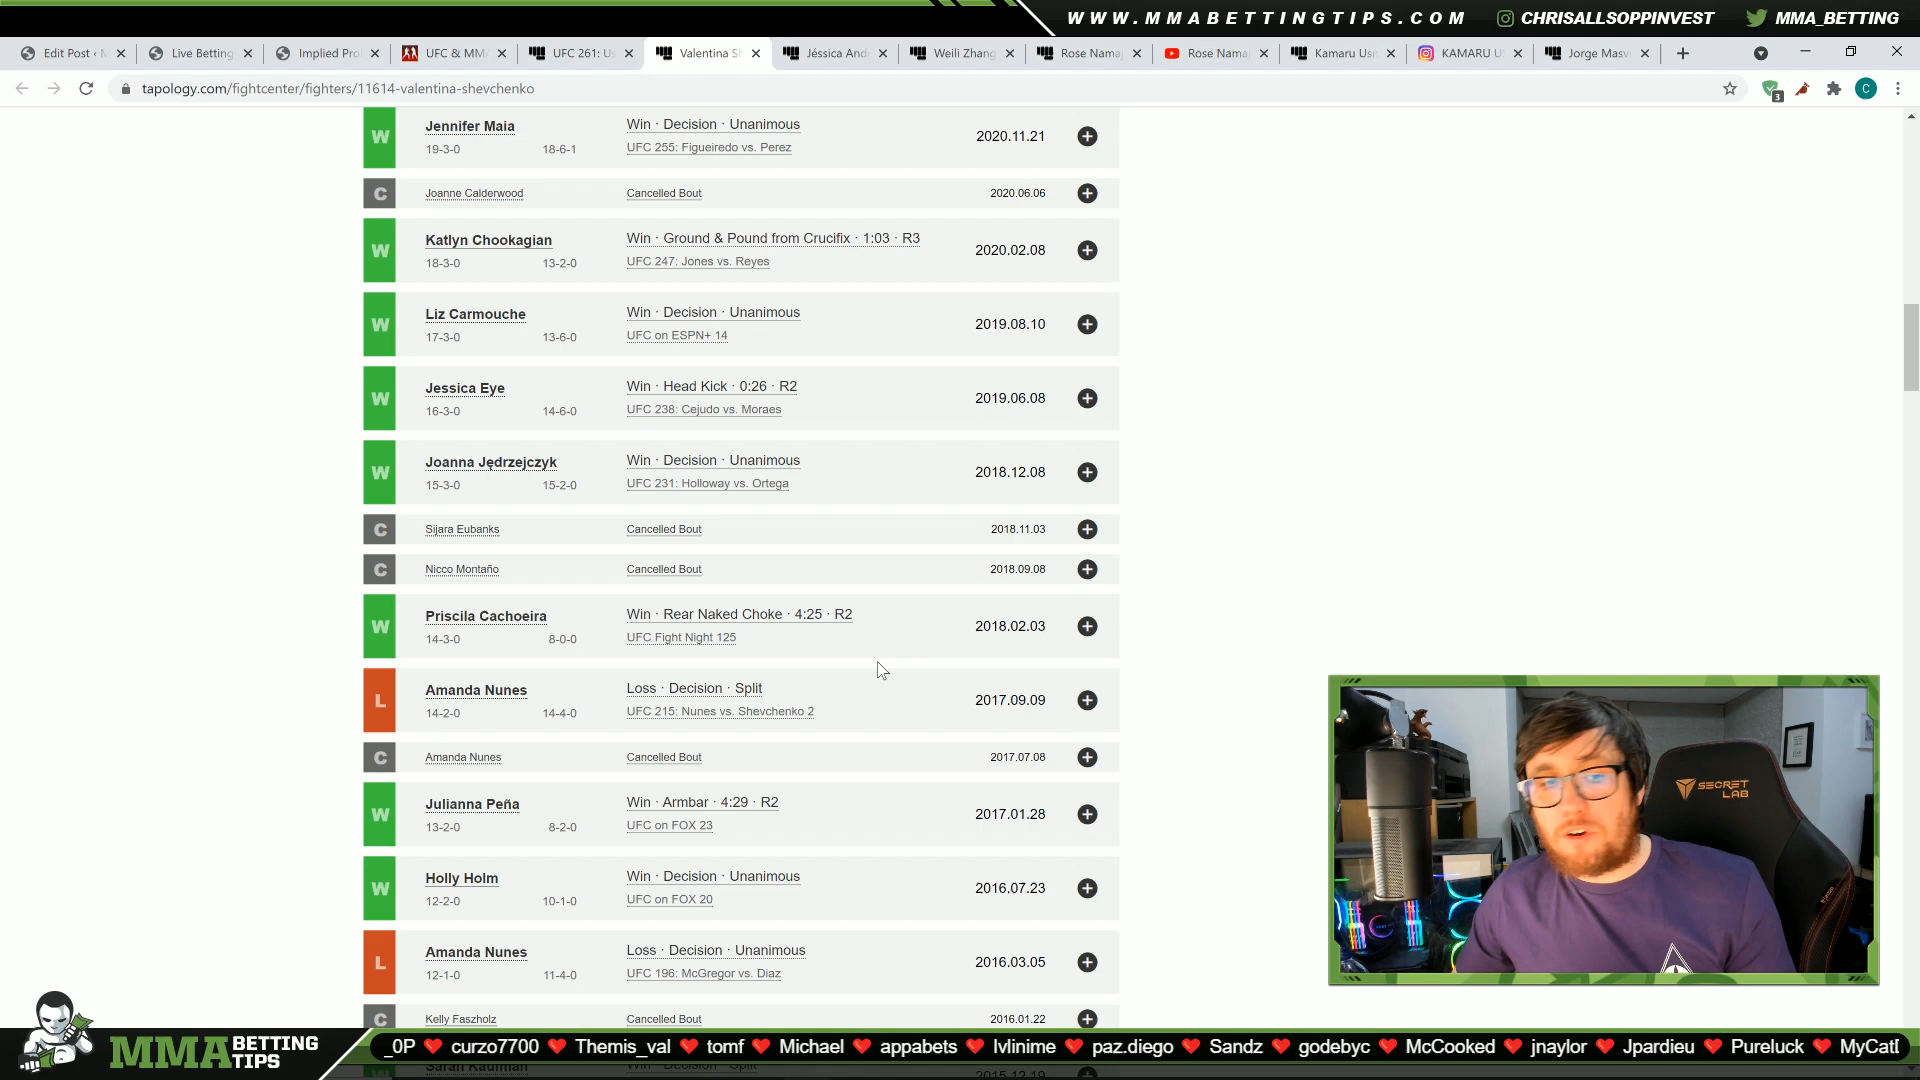 WWW.MMABETTINGTIPS.COM CHRISALLSOPPINVEST MMA_BETTING
Edit Post ‹ M Live Betting Implied Pro UFC & MM UFC 261: Us Valentina S Jéssica And Weili Zhang Rose Namaj Rose Namaj Kamaru Usm KAMARU U Jorge Masvi
tapology.com/fightcenter/fighters/11614-valentina-shevchenko 3 C
W Jennifer Maia Win · Decision · Unanimous 2020.11.21
19-3-0 18-6-1 UFC 255: Figueiredo vs. Perez
C Joanne Calderwood Cancelled Bout 2020.06.06
W Katlyn Chookagian Win · Ground & Pound from Crucifix · 1:03 · R3 2020.02.08
18-3-0 13-2-0 UFC 247: Jones vs. Reyes
W Liz Carmouche Win · Decision · Unanimous 2019.08.10
17-3-0 13-6-0 UFC on ESPN+ 14
W Jessica Eye Win · Head Kick · 0:26 · R2 2019.06.08
16-3-0 14-6-0 UFC 238: Cejudo vs. Moraes
W Joanna Jędrzejczyk Win · Decision · Unanimous 2018.12.08
15-3-0 15-2-0 UFC 231: Holloway vs. Ortega
C Sijara Eubanks Cancelled Bout 2018.11.03
C Nicco Montaño Cancelled Bout 2018.09.08
W Priscila Cachoeira Win · Rear Naked Choke · 4:25 · R2 2018.02.03
14-3-0 8-0-0 UFC Fight Night 125
L Amanda Nunes Loss · Decision · Split 2017.09.09
14-2-0 14-4-0 UFC 215: Nunes vs. Shevchenko 2
C Amanda Nunes Cancelled Bout 2017.07.08
W Julianna Peña Win · Armbar · 4:29 · R2 2017.01.28
13-2-0 8-2-0 UFC on FOX 23
W Holly Holm Win · Decision · Unanimous 2016.07.23
12-2-0 10-1-0 UFC on FOX 20
L Amanda Nunes Loss · Decision · Unanimous 2016.03.05
12-1-0 11-4-0 UFC 196: McGregor vs. Diaz
C Kelly Faszholz Cancelled Bout 2016.01.22
SECRET
LAB
MMA BETTING TIPS
_0P curzo7700 Themis_val tomf Michael appabets lvlinime paz.diego Sandz godebyc McCooked jnaylor Jpardieu Pureluck
Sarah Kaufman Win · Decision · Split 2015.12.19